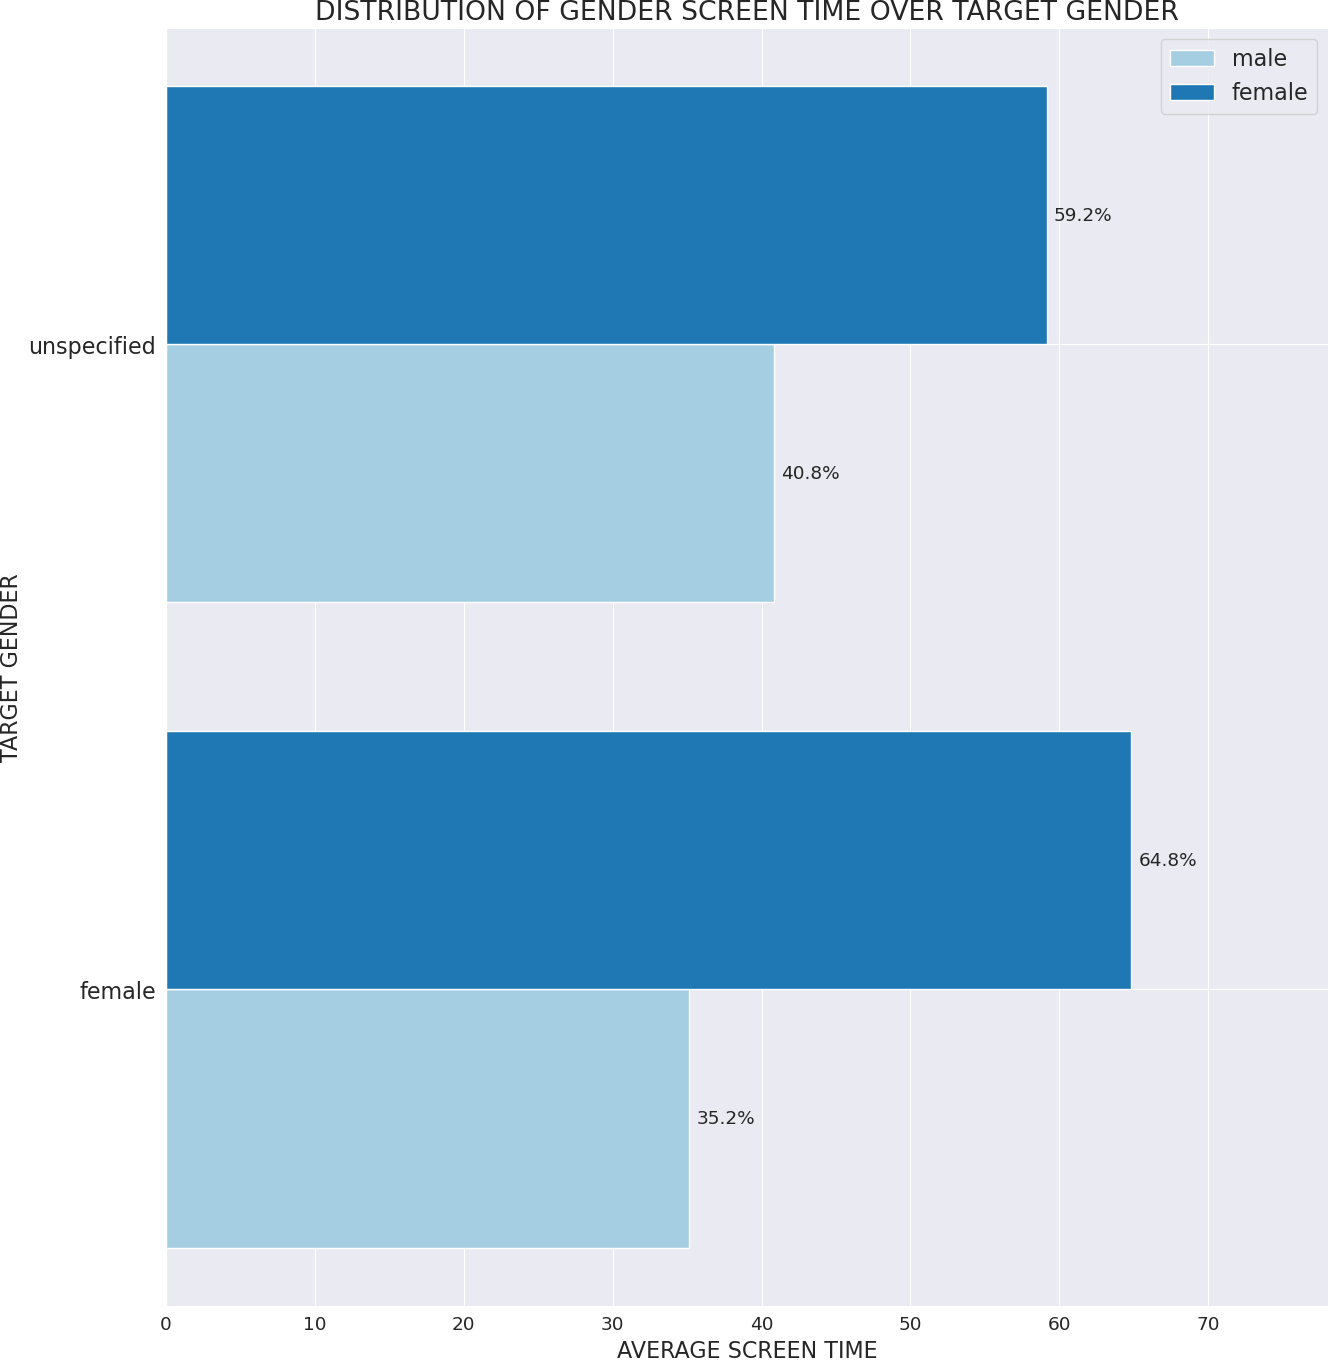 DISTRIBUTION OF GENDER SCREEN TIME OVER TARGET GENDER
male
female
59.2%
unspecified
40.8%
TARGET GENDER
64.8%
female
35.2%
0 10 20 30 40 50 60 70
AVERAGE SCREEN TIME